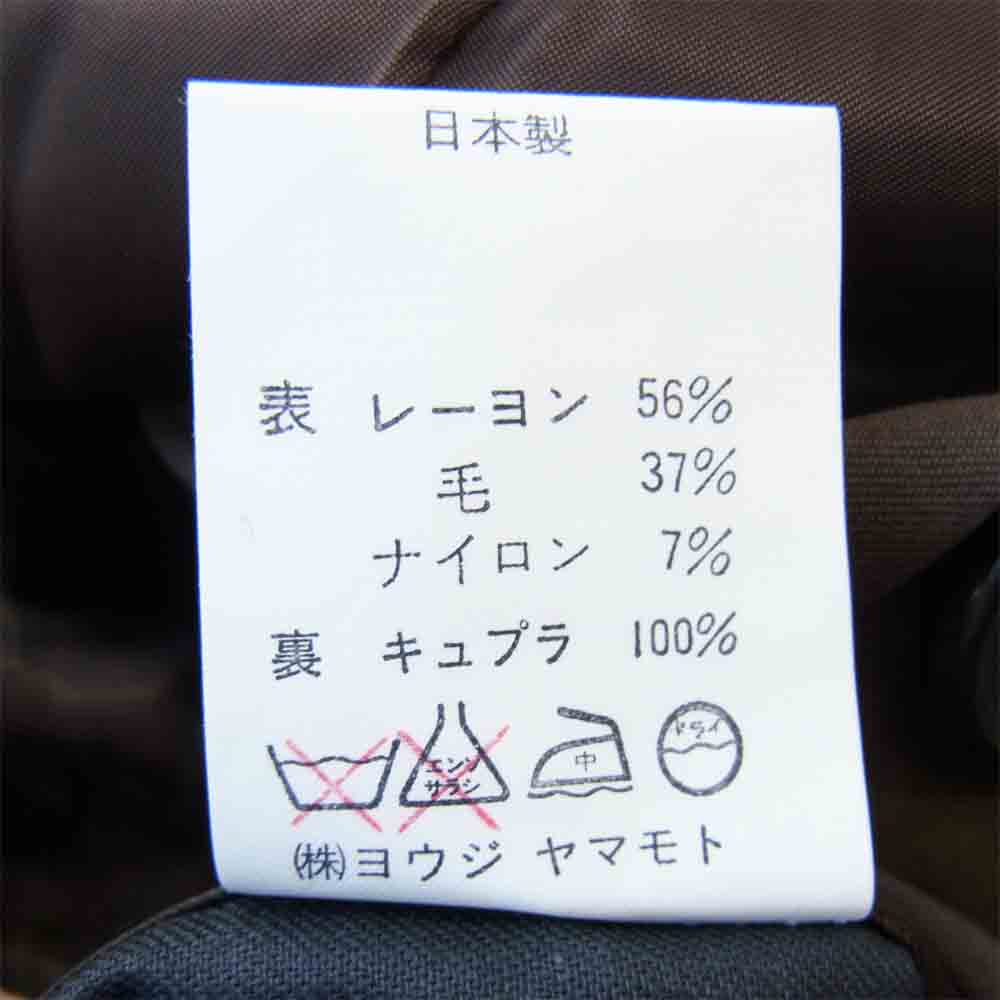 日本製
表 レーヨン 56%
毛 37%
ナイロン 7%
裏 キュプラ 100%
エンソ
サラシ
中
ドライ
(株)ヨウジ ヤマモト